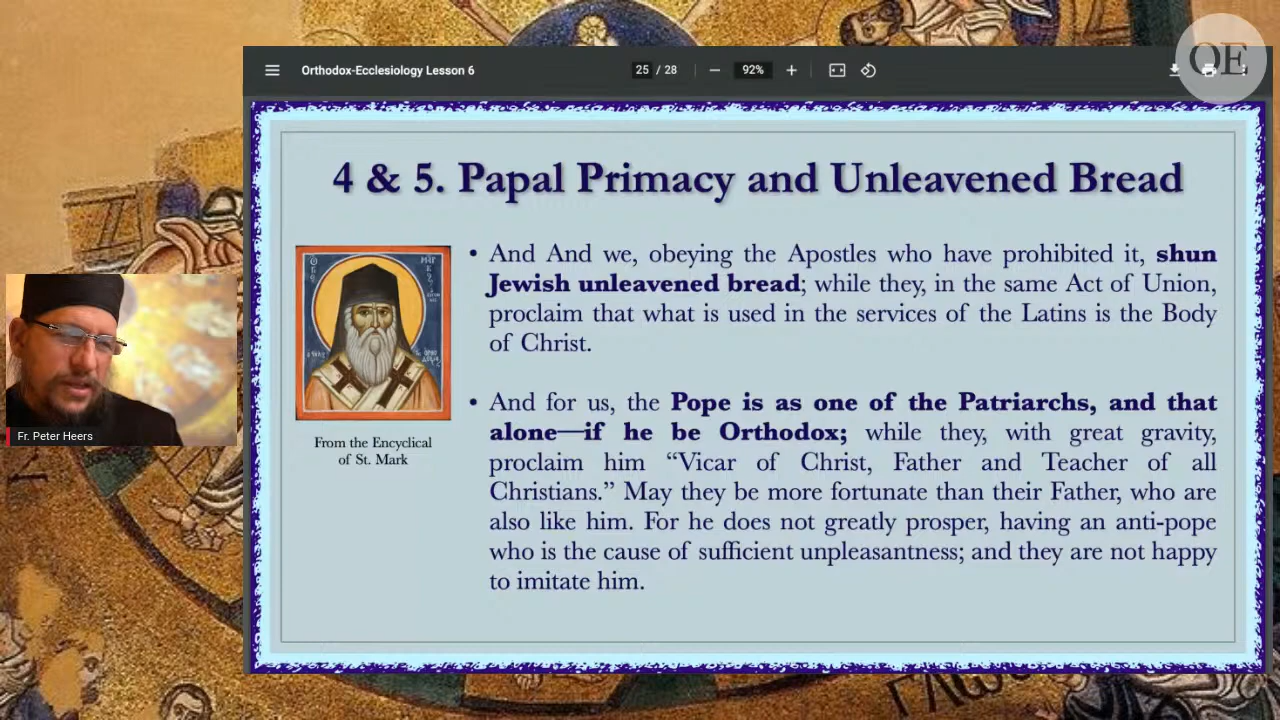 Orthodox-Ecclesiology Lesson 6
25 / 28
92%
OE
4 & 5. Papal Primacy and Unleavened Bread
• And And we, obeying the Apostles who have prohibited it, shun
Jewish unleavened bread; while they, in the same Act of Union,
proclaim that what is used in the services of the Latins is the Body
of Christ.
• And for us, the Pope is as one of the Patriarchs, and that
alone—if he be Orthodox; while they, with great gravity,
proclaim him “Vicar of Christ, Father and Teacher of all
Christians.” May they be more fortunate than their Father, who are
also like him. For he does not greatly prosper, having an anti-pope
who is the cause of sufficient unpleasantness; and they are not happy
to imitate him.
From the Encyclical
of St. Mark
Fr. Peter Heers